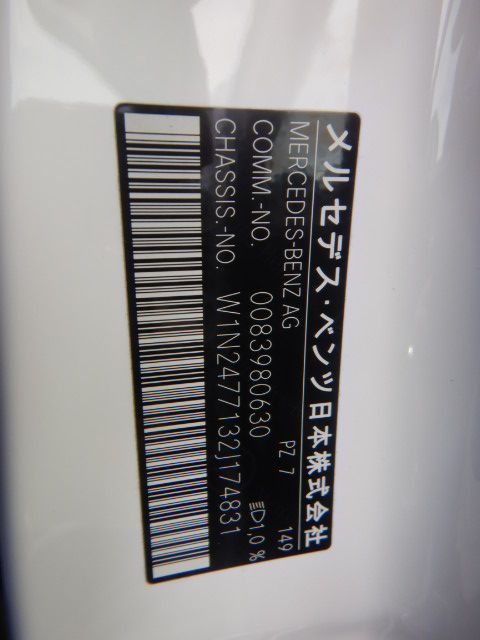 メルセデス・ベンツ日本株式会社
MERCEDES-BENZ AG PZ 7 149
COMM.-NO. 0083980630 1,0 %
CHASSIS.-NO. W1N2477132J174831